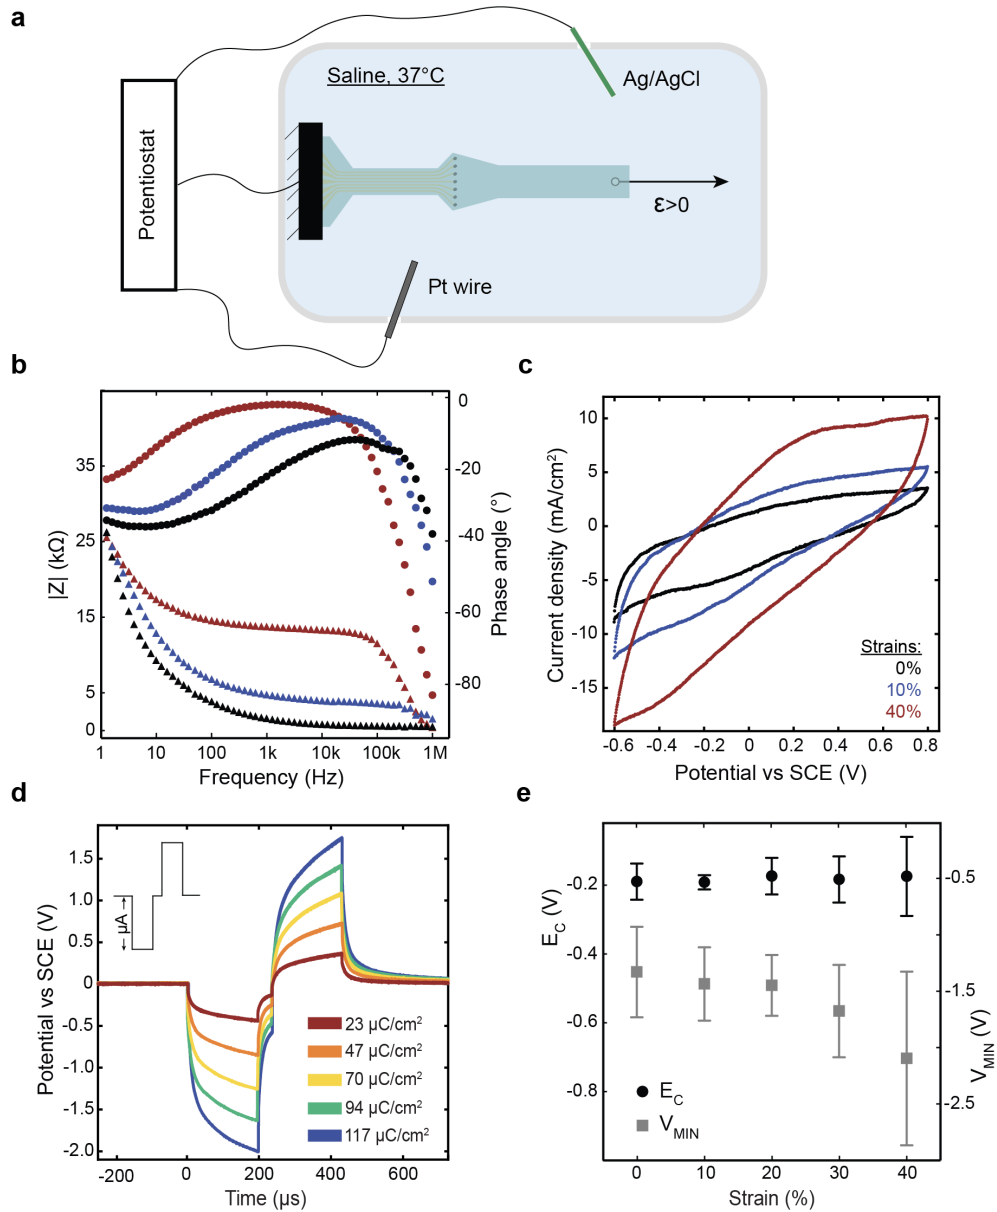 a
Saline, 37°C
Ag/AgCl
Potentiostat
ε>0
Pt wire
b
|Z| (kΩ)
35
25
15
5
0
0
-20
-40
-60
-80
Phase angle (°)
1
10
100
1k
10k
100k
1M
Frequency (Hz)
c
Current density (mA/cm²)
10
5
0
-5
-10
-15
Strains:
0%
10%
40%
-0.6
-0.4
-0.2
0
0.2
0.4
0.6
0.8
Potential vs SCE (V)
d
Potential vs SCE (V)
1.5
1.0
0.5
0
-0.5
-1.0
-1.5
-2.0
μA
23 μC/cm²
47 μC/cm²
70 μC/cm²
94 μC/cm²
117 μC/cm²
-200
0
200
400
600
Time (μs)
e
E_C (V)
-0.2
-0.4
-0.6
-0.8
-0.5
-1.5
-2.5
V_MIN (V)
E_C
V_MIN
0
10
20
30
40
Strain (%)